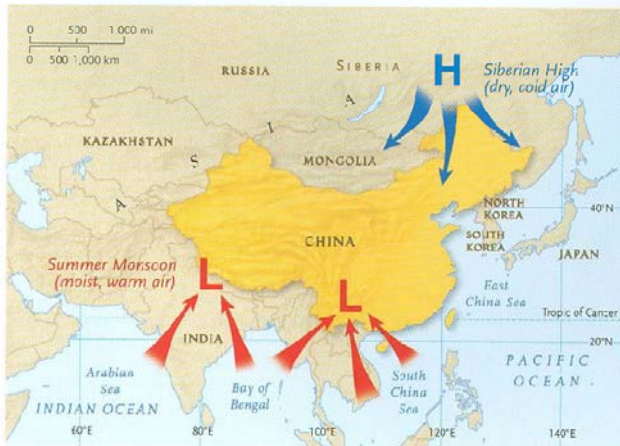 0 500 1000 mi
0 500 1,000 km
RUSSIA
SIBERIA
H
Siberian High
(dry, cold air)
KAZAKHSTAN
ASIA
MONGOLIA
NORTH
KOREA
40°N
SOUTH
KOREA
JAPAN
CHINA
Summer Monsoon
(moist, warm air)
L
L
East
China Sea
Tropic of Cancer
INDIA
20°N
Arabian
Sea
Bay of
Bengal
South
China
Sea
PACIFIC
OCEAN
INDIAN OCEAN
60°E
80°E
100°E
120°E
140°E